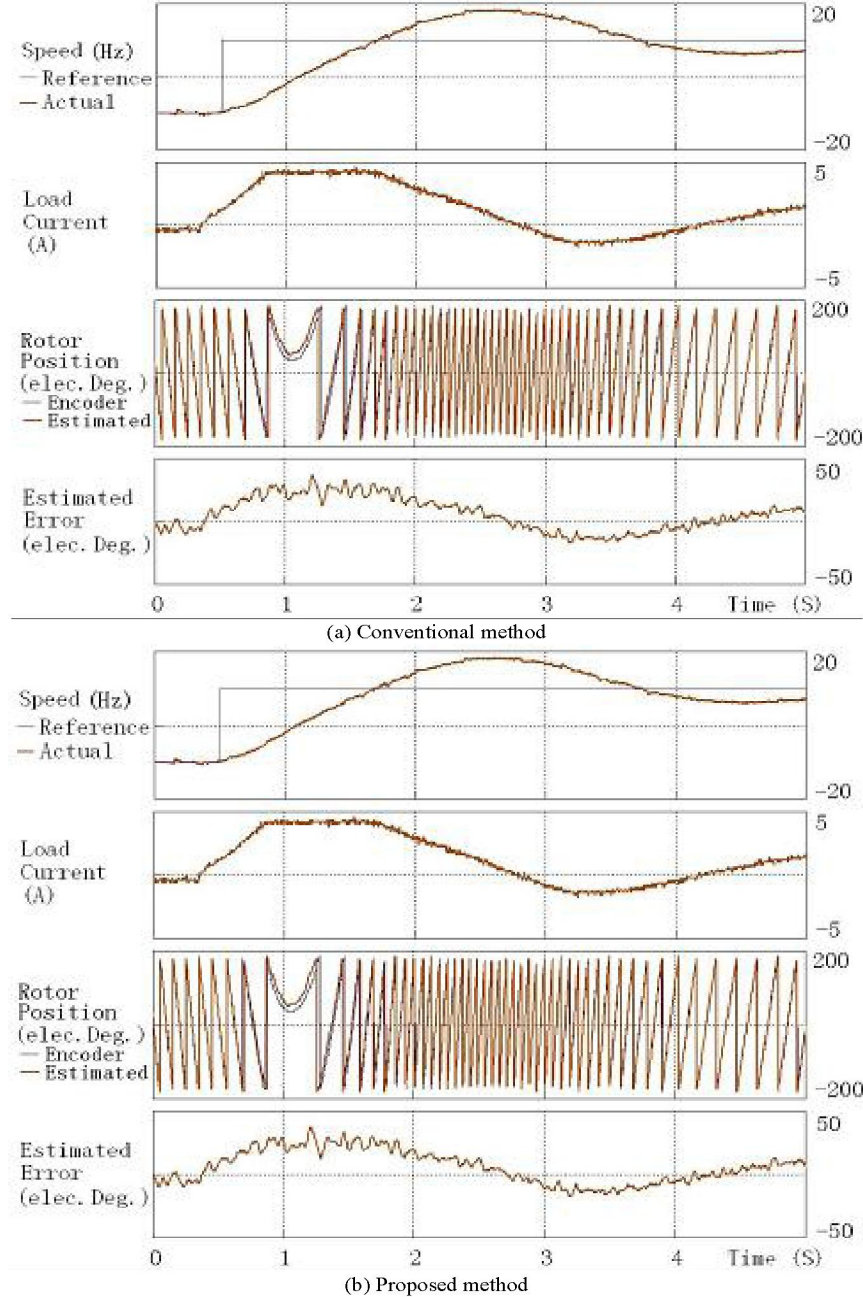 Speed (Hz)
Reference
Actual
20
-20
Load
Current
(A)
5
-5
Rotor
Position
(elec.Deg.)
Encoder
Estimated
200
-200
Estimated
Error
(elec.Deg.)
50
-50
0 1 2 3 4 Time (S)
(a) Conventional method
Speed (Hz)
Reference
Actual
20
-20
Load
Current
(A)
5
-5
Rotor
Position
(elec.Deg.)
Encoder
Estimated
200
-200
Estimated
Error
(elec.Deg.)
50
-50
0 1 2 3 4 Time (S)
(b) Proposed method